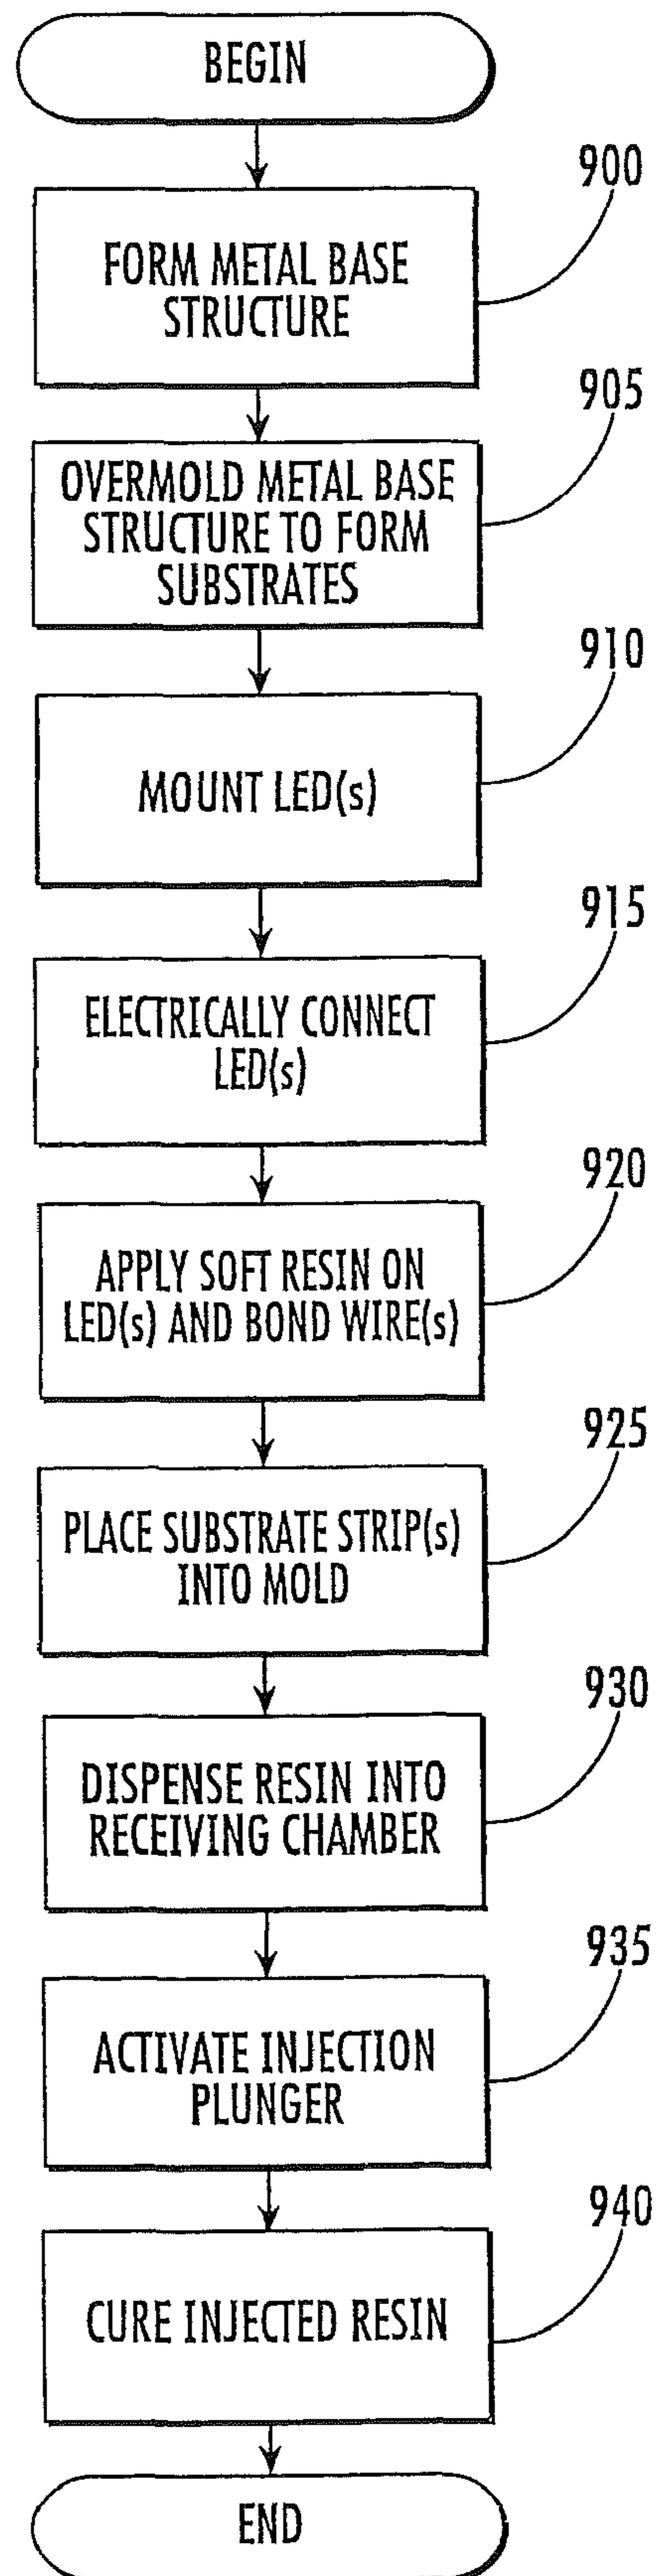 BEGIN
900
FORM METAL BASE
STRUCTURE
905
OVERMOLD METAL BASE
STRUCTURE TO FORM
SUBSTRATES
910
MOUNT LED(s)
915
ELECTRICALLY CONNECT
LED(s)
920
APPLY SOFT RESIN ON
LED(s) AND BOND WIRE(s)
925
PLACE SUBSTRATE STRIP(s)
INTO MOLD
930
DISPENSE RESIN INTO
RECEIVING CHAMBER
935
ACTIVATE INJECTION
PLUNGER
940
CURE INJECTED RESIN
END